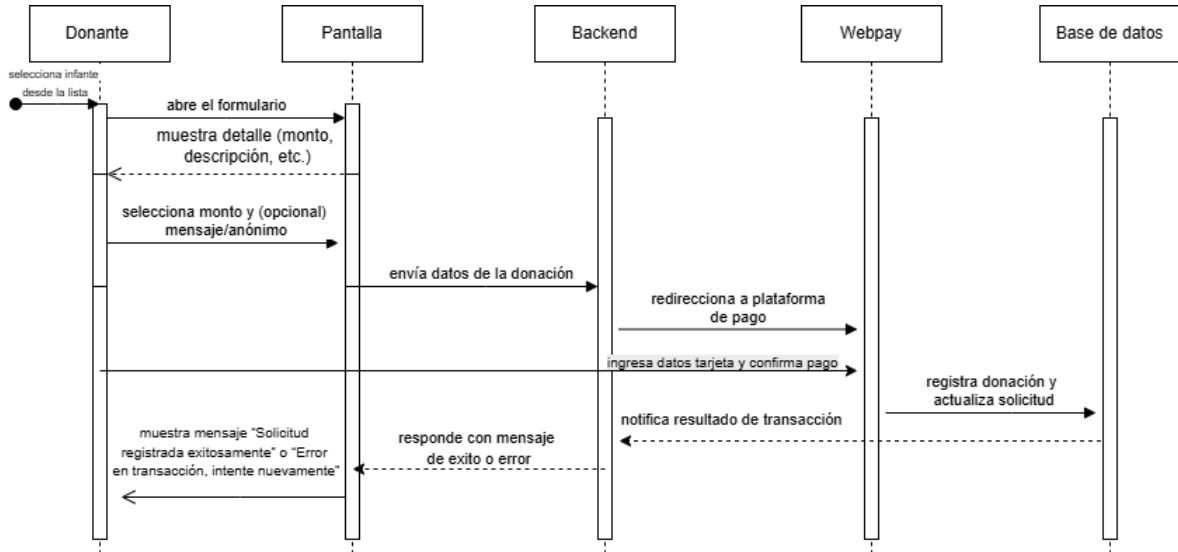 Donante
Pantalla
Backend
Webpay
Base de datos
selecciona infante
desde la lista
abre el formulario
muestra detalle (monto,
descripción, etc.)
selecciona monto y (opcional)
mensaje/anónimo
envía datos de la donación
redirecciona a plataforma
de pago
ingresa datos tarjeta y confirma pago
registra donación y
actualiza solicitud
notifica resultado de transacción
responde con mensaje
de exito o error
muestra mensaje "Solicitud
registrada exitosamente" o "Error
en transacción, intente nuevamente"